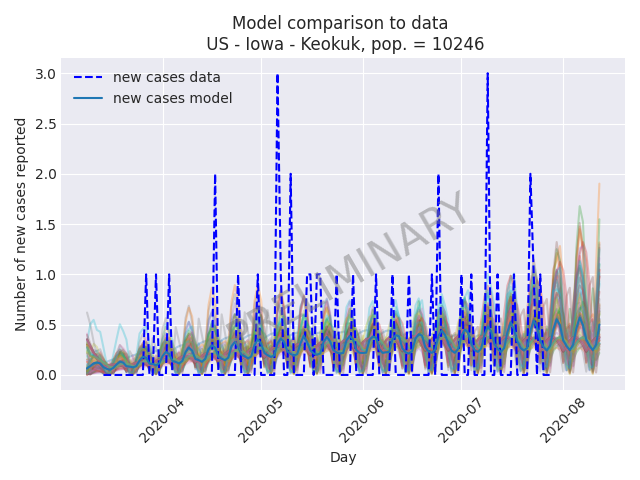 Model comparison to data
US - Iowa - Keokuk, pop. = 10246
new cases data
new cases model
Number of new cases reported
3.0
2.5
2.0
1.5
1.0
0.5
0.0
PRELIMINARY
2020-04
2020-05
2020-06
2020-07
2020-08
Day